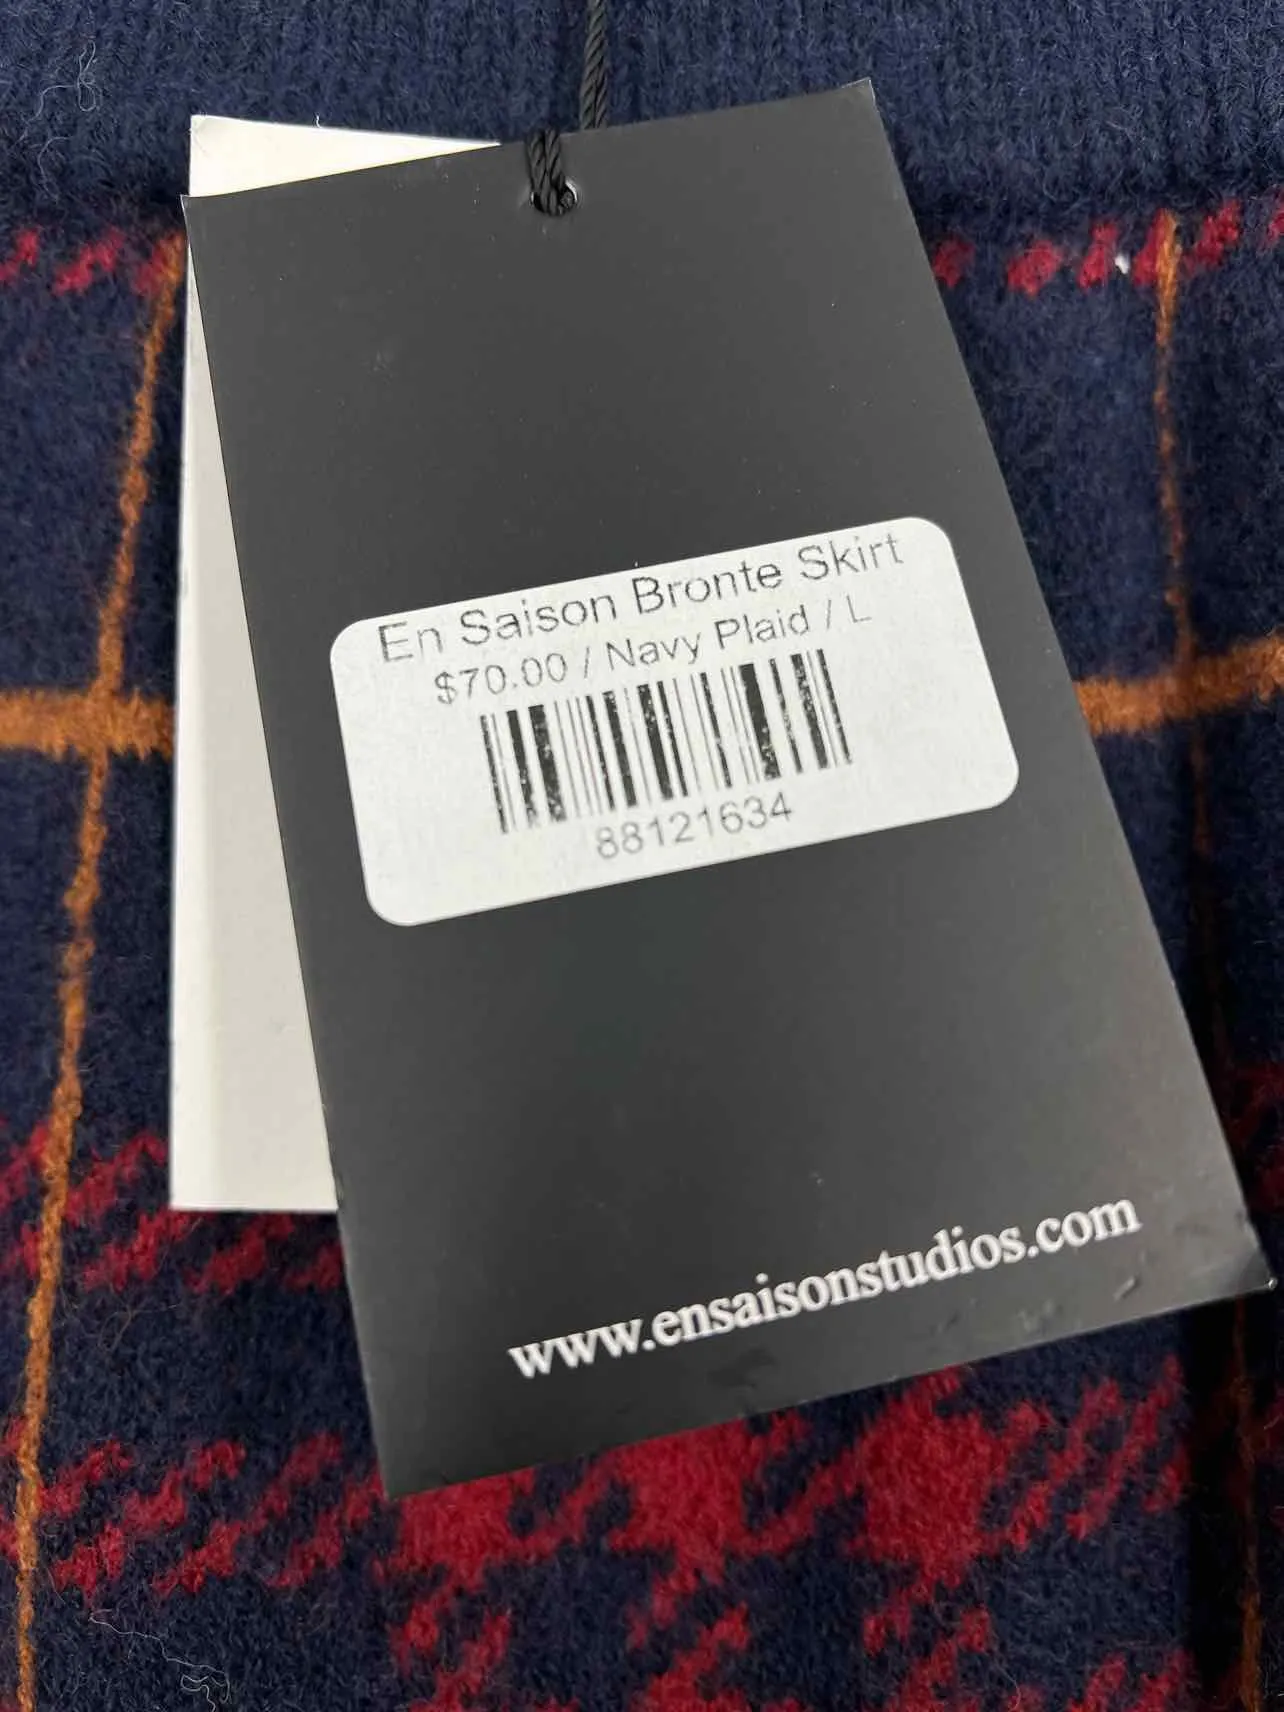 En Saison Bronte Skirt
$70.00 / Navy Plaid / L
88121634
www.ensaisonstudios.com